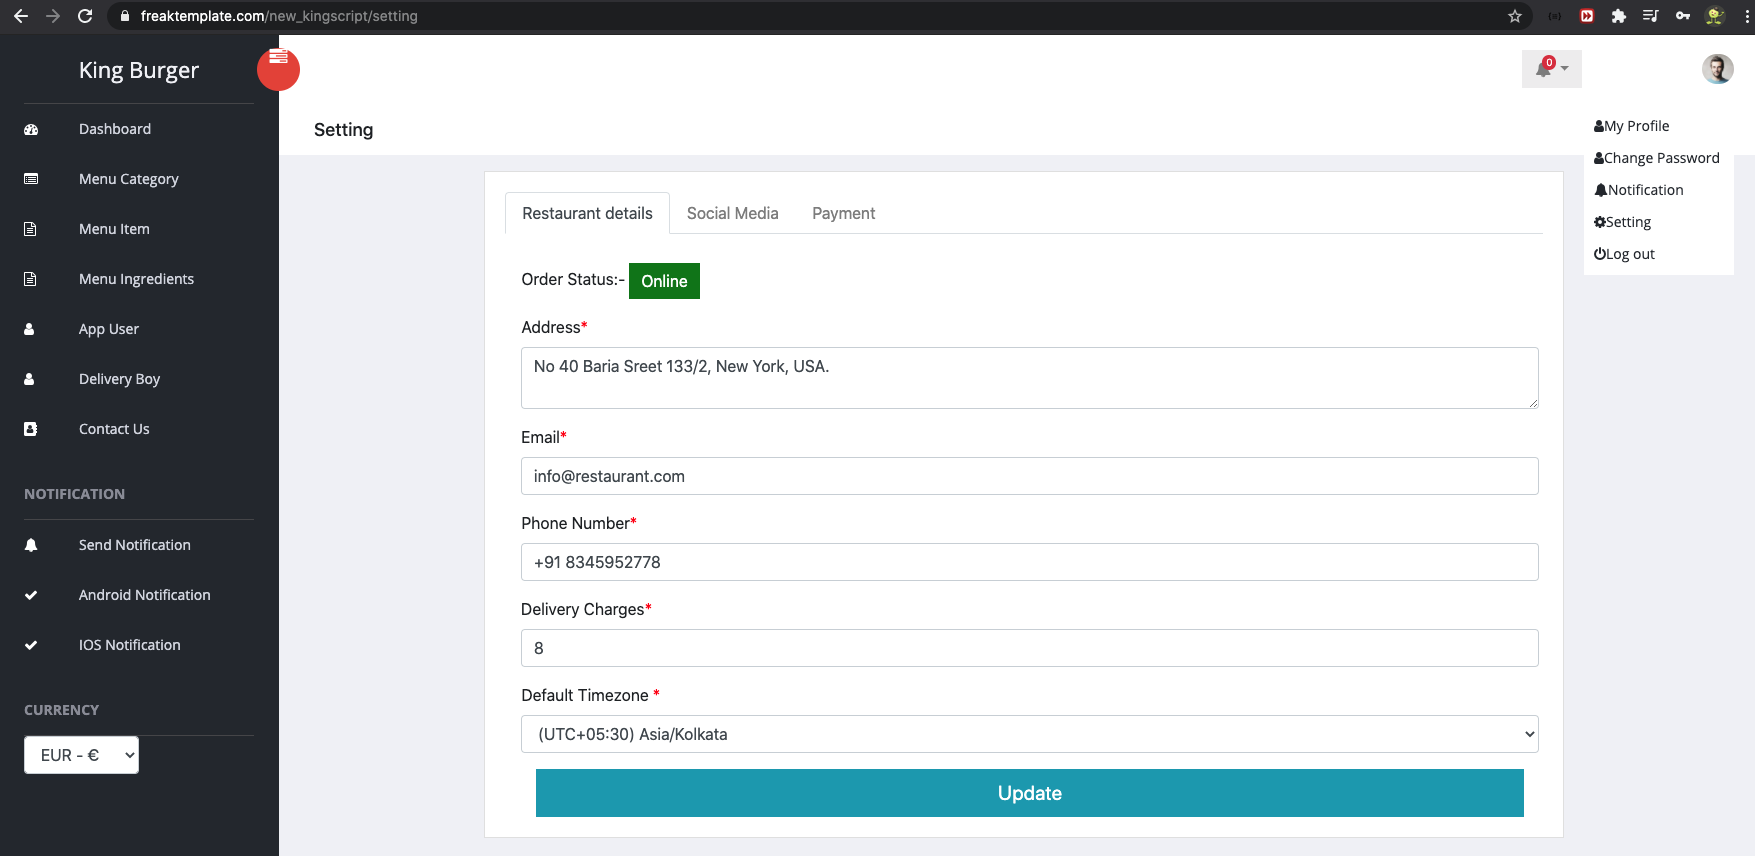 freaktemplate.com/new_kingscript/setting
King Burger
0
Dashboard
Menu Category
Menu Item
Menu Ingredients
App User
Delivery Boy
Contact Us
NOTIFICATION
Send Notification
Android Notification
IOS Notification
CURRENCY
EUR - €
Setting
My Profile
Change Password
Notification
Setting
Log out
Restaurant details
Social Media
Payment
Order Status:- Online
Address*
No 40 Baria Sreet 133/2, New York, USA.
Email*
info@restaurant.com
Phone Number*
+91 8345952778
Delivery Charges*
8
Default Timezone *
(UTC+05:30) Asia/Kolkata
Update